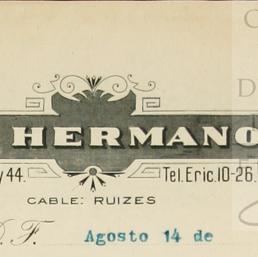 HERMANO
y 44. Tel. Eric. 10-26.
CABLE: RUIZES
D. F. Agosto 14 de